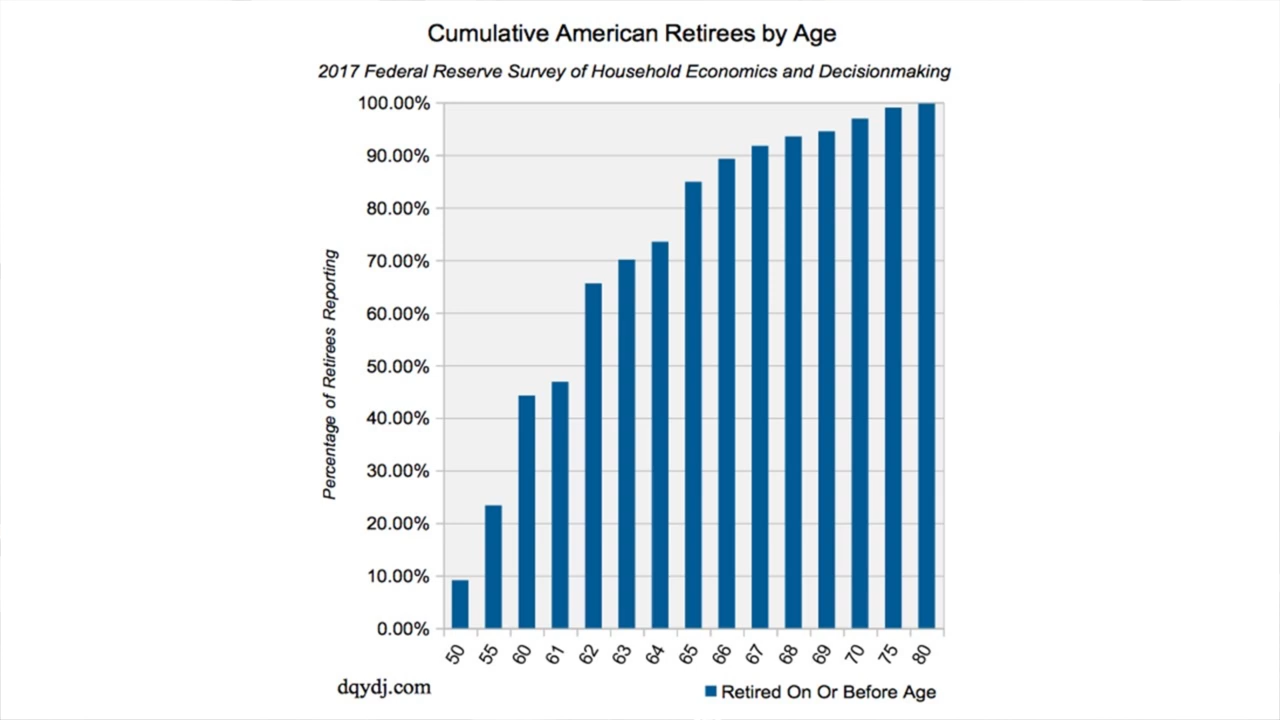 Cumulative American Retirees by Age
2017 Federal Reserve Survey of Household Economics and Decisionmaking
Percentage of Retirees Reporting
100.00%
90.00%
80.00%
70.00%
60.00%
50.00%
40.00%
30.00%
20.00%
10.00%
0.00%
50 55 60 61 62 63 64 65 66 67 68 69 70 75 80
dqydj.com
Retired On Or Before Age